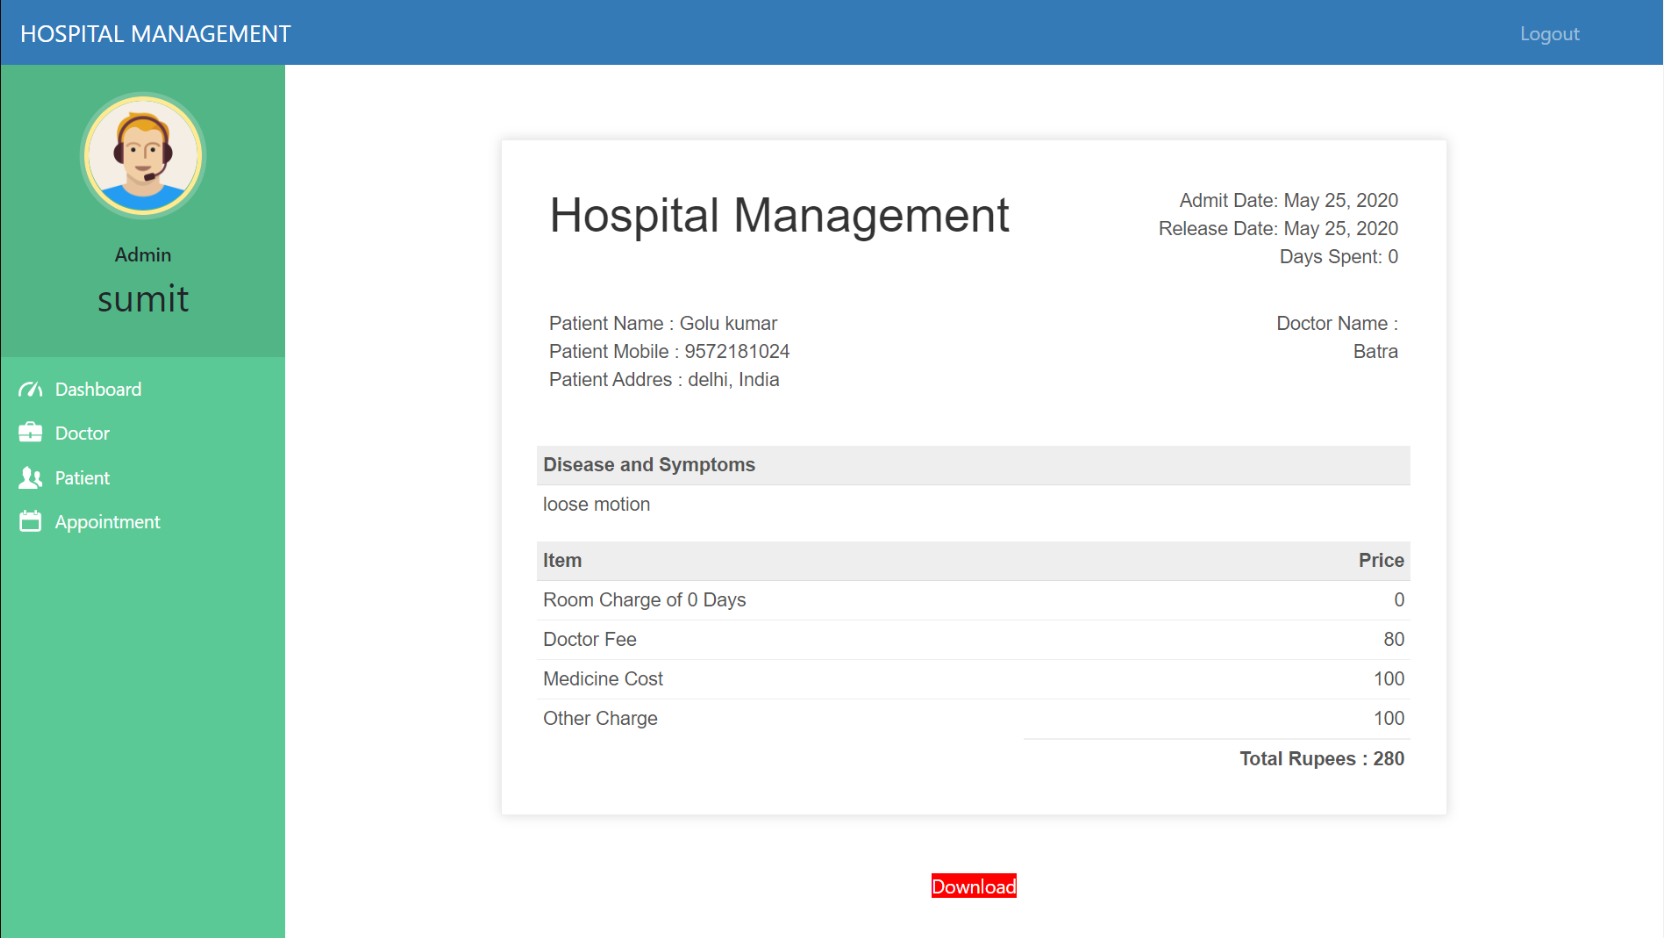 HOSPITAL MANAGEMENT
Logout
Admin
sumit
Dashboard
Doctor
Patient
Appointment
Hospital Management
Admit Date: May 25, 2020
Release Date: May 25, 2020
Days Spent: 0
Patient Name : Golu kumar
Patient Mobile : 9572181024
Patient Addres : delhi, India
Doctor Name :
Batra
Disease and Symptoms
loose motion
Item Price
Room Charge of 0 Days 0
Doctor Fee 80
Medicine Cost 100
Other Charge 100
Total Rupees : 280
Download